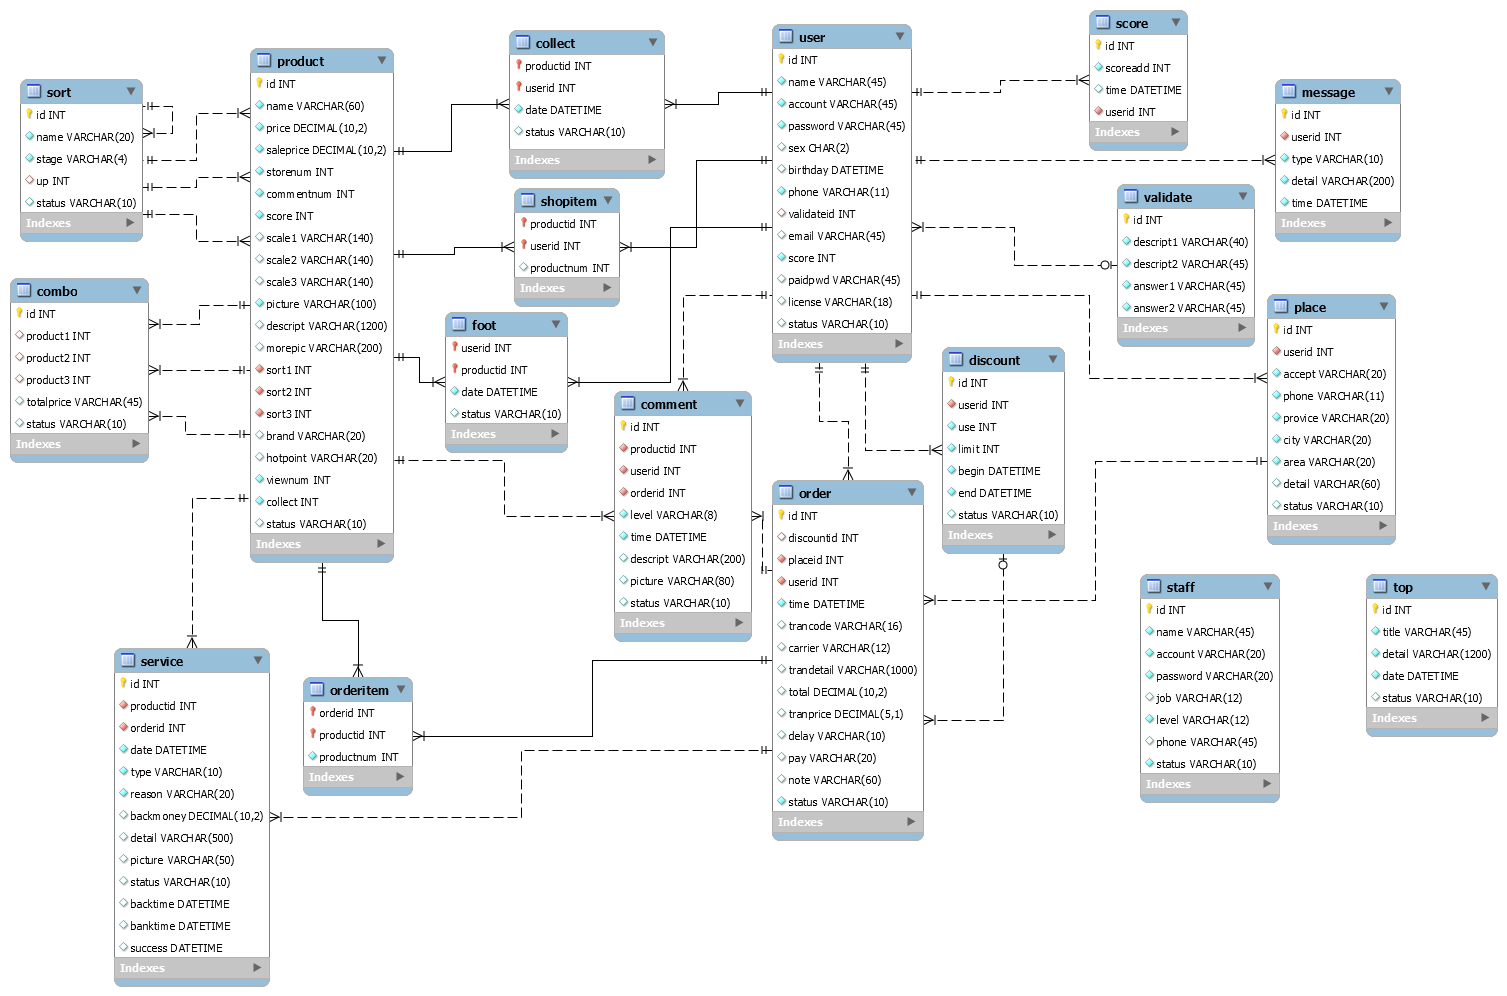 sort
id INT
name VARCHAR(20)
stage VARCHAR(4)
up INT
status VARCHAR(10)
Indexes
combo
id INT
product1 INT
product2 INT
product3 INT
totalprice VARCHAR(45)
status VARCHAR(10)
Indexes
product
id INT
name VARCHAR(60)
price DECIMAL(10,2)
saleprice DECIMAL(10,2)
storenum INT
commentnum INT
score INT
scale1 VARCHAR(140)
scale2 VARCHAR(140)
scale3 VARCHAR(140)
picture VARCHAR(100)
descript VARCHAR(1200)
morepic VARCHAR(200)
sort1 INT
sort2 INT
sort3 INT
brand VARCHAR(20)
hotpoint VARCHAR(20)
viewnum INT
collect INT
status VARCHAR(10)
Indexes
service
id INT
productid INT
orderid INT
date DATETIME
type VARCHAR(10)
reason VARCHAR(20)
backmoney DECIMAL(10,2)
detail VARCHAR(500)
picture VARCHAR(50)
status VARCHAR(10)
backtime DATETIME
banktime DATETIME
success DATETIME
Indexes
orderitem
orderid INT
productid INT
productnum INT
Indexes
collect
productid INT
userid INT
date DATETIME
status VARCHAR(10)
Indexes
shopitem
productid INT
userid INT
productnum INT
Indexes
foot
userid INT
productid INT
date DATETIME
status VARCHAR(10)
Indexes
comment
id INT
productid INT
userid INT
orderid INT
level VARCHAR(8)
time DATETIME
descript VARCHAR(200)
picture VARCHAR(80)
status VARCHAR(10)
Indexes
user
id INT
name VARCHAR(45)
account VARCHAR(45)
password VARCHAR(45)
sex CHAR(2)
birthday DATETIME
phone VARCHAR(11)
validateid INT
email VARCHAR(45)
score INT
paidpwd VARCHAR(45)
license VARCHAR(18)
status VARCHAR(10)
Indexes
order
id INT
discountid INT
placeid INT
userid INT
time DATETIME
trancode VARCHAR(16)
carrier VARCHAR(12)
trandetail VARCHAR(1000)
total DECIMAL(10,2)
tranprice DECIMAL(5,1)
delay VARCHAR(10)
pay VARCHAR(20)
note VARCHAR(60)
status VARCHAR(10)
Indexes
discount
id INT
userid INT
use INT
limit INT
begin DATETIME
end DATETIME
status VARCHAR(10)
Indexes
score
id INT
scoreadd INT
time DATETIME
userid INT
Indexes
validate
id INT
descript1 VARCHAR(40)
descript2 VARCHAR(45)
answer1 VARCHAR(45)
answer2 VARCHAR(45)
Indexes
message
id INT
userid INT
type VARCHAR(10)
detail VARCHAR(200)
time DATETIME
Indexes
place
id INT
userid INT
accept VARCHAR(20)
phone VARCHAR(11)
provice VARCHAR(20)
city VARCHAR(20)
area VARCHAR(20)
detail VARCHAR(60)
status VARCHAR(10)
Indexes
staff
id INT
name VARCHAR(45)
account VARCHAR(20)
password VARCHAR(20)
job VARCHAR(12)
level VARCHAR(12)
phone VARCHAR(45)
status VARCHAR(10)
Indexes
top
id INT
title VARCHAR(45)
detail VARCHAR(1200)
date DATETIME
status VARCHAR(10)
Indexes